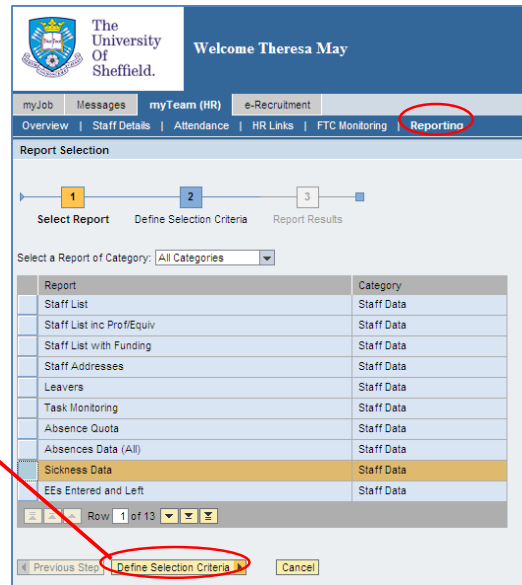 The
University
Of
Sheffield.
Welcome Theresa May
myJob Messages myTeam (HR) e-Recruitment
Overview | Staff Details | Attendance | HR Links | FTC Monitoring | Reporting
Report Selection
1 2 3
Select Report Define Selection Criteria Report Results
Select a Report of Category: All Categories
Report Category
Staff List Staff Data
Staff List inc Prof/Equiv Staff Data
Staff List with Funding Staff Data
Staff Addresses Staff Data
Leavers Staff Data
Task Monitoring Staff Data
Absence Quota Staff Data
Absences Data (All) Staff Data
Sickness Data Staff Data
EEs Entered and Left Staff Data
Row 1 of 13
Previous Step Define Selection Criteria Cancel